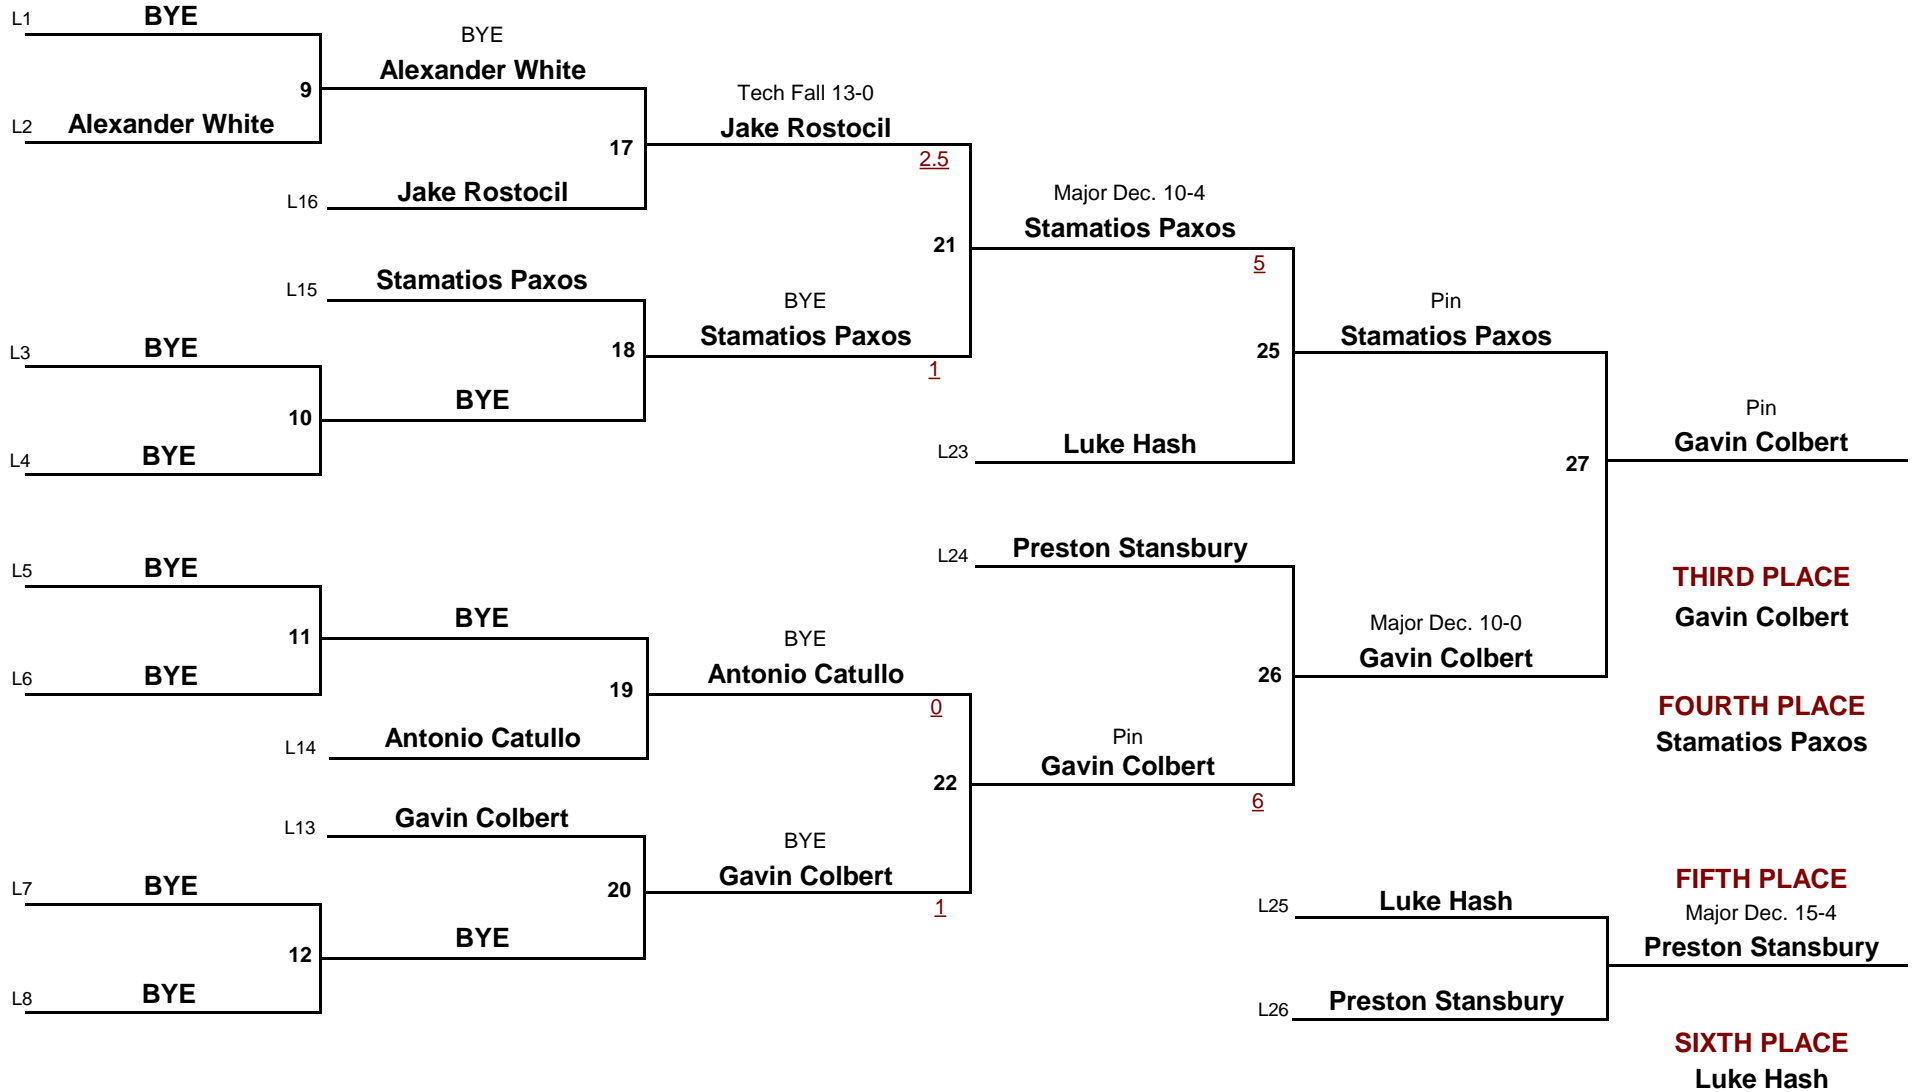 L1 BYE
BYE
Alexander White
9
L2 Alexander White
Tech Fall 13-0
Jake Rostocil
2.5
17
L16 Jake Rostocil
Major Dec. 10-4
Stamatios Paxos
5
21
L15 Stamatios Paxos
BYE
Stamatios Paxos
1
18
L3 BYE
10
BYE
L4 BYE
Pin
Stamatios Paxos
25
L23 Luke Hash
Pin
Gavin Colbert
27
L24 Preston Stansbury
L5 BYE
11
BYE
L6 BYE
BYE
Antonio Catullo
0
19
L14 Antonio Catullo
Major Dec. 10-0
Gavin Colbert
26
THIRD PLACE
Gavin Colbert
FOURTH PLACE
Stamatios Paxos
Pin
Gavin Colbert
6
22
L13 Gavin Colbert
BYE
Gavin Colbert
1
20
L7 BYE
12
BYE
L8 BYE
L25 Luke Hash
FIFTH PLACE
Major Dec. 15-4
Preston Stansbury
L26 Preston Stansbury
SIXTH PLACE
Luke Hash